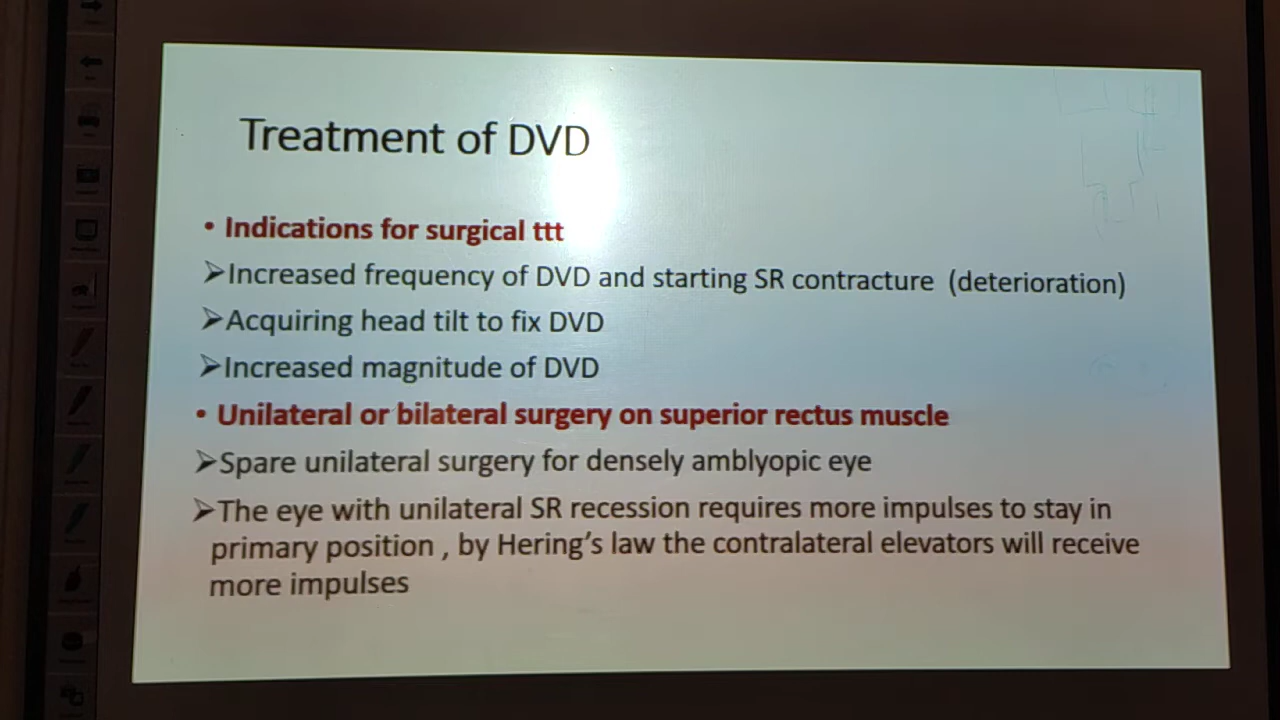 Treatment of DVD
• Indications for surgical ttt
➢Increased frequency of DVD and starting SR contracture (deterioration)
➢Acquiring head tilt to fix DVD
➢Increased magnitude of DVD
• Unilateral or bilateral surgery on superior rectus muscle
➢Spare unilateral surgery for densely amblyopic eye
➢The eye with unilateral SR recession requires more impulses to stay in
primary position , by Hering's law the contralateral elevators will receive
more impulses